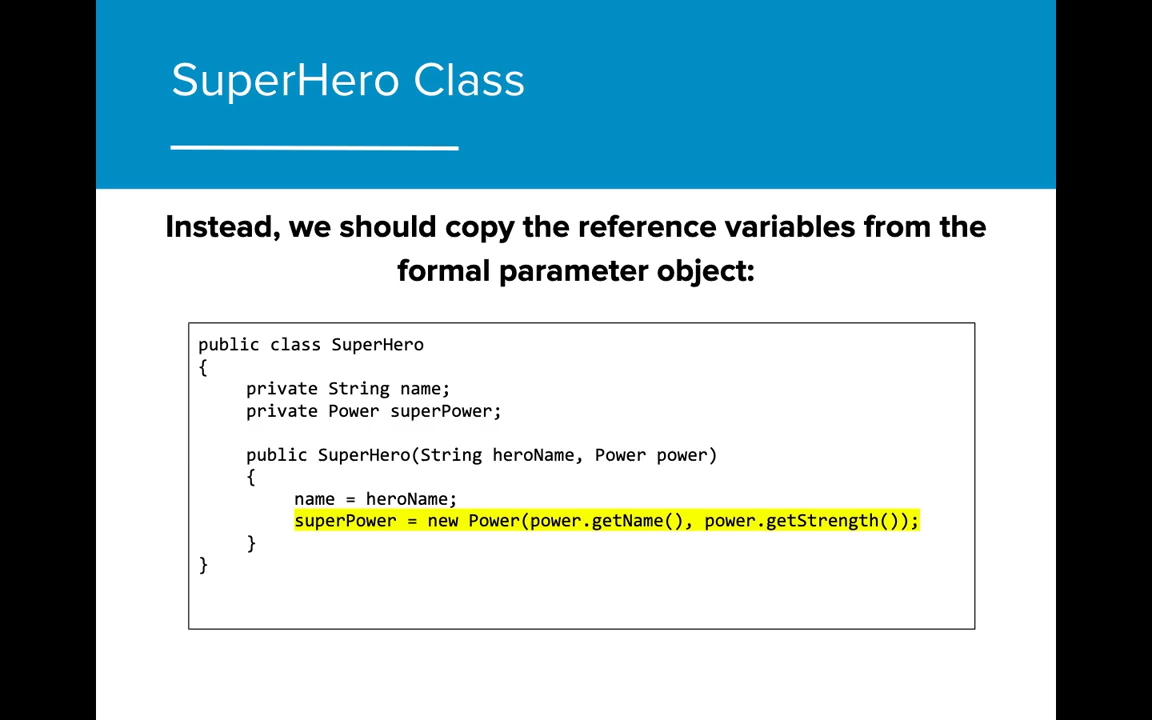 SuperHero Class
Instead, we should copy the reference variables from the
formal parameter object:
public class SuperHero
{
private String name;
private Power superPower;
public SuperHero(String heroName, Power power)
{
name = heroName;
superPower = new Power(power.getName(), power.getStrength());
}
}